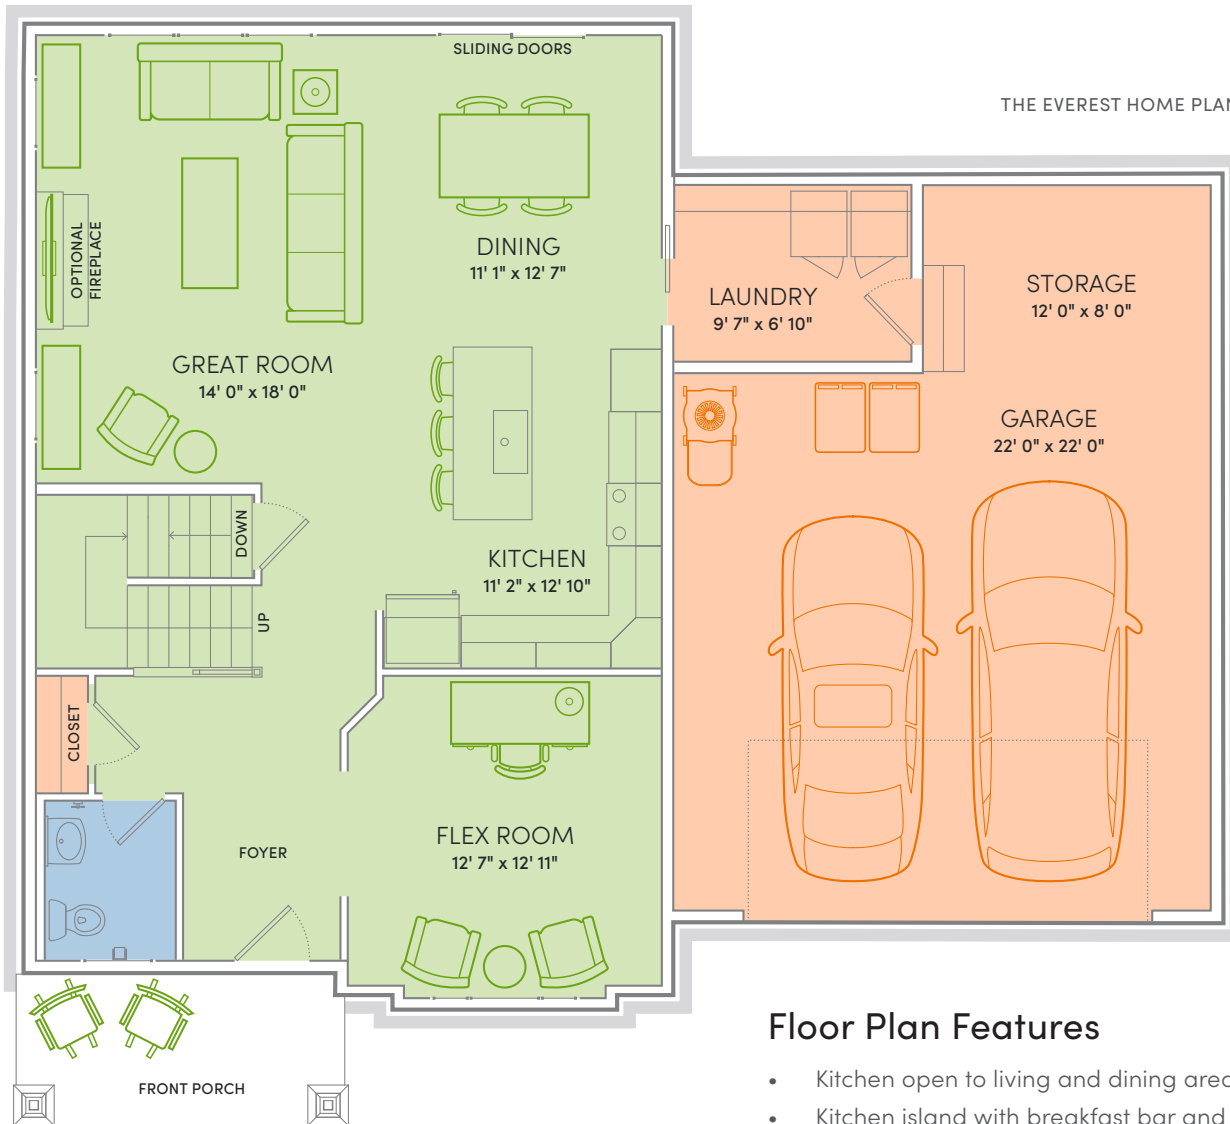 SLIDING DOORS
THE EVEREST HOME PLAN
OPTIONAL
FIREPLACE
DINING
11' 1" x 12' 7"
LAUNDRY
9' 7" x 6' 10"
STORAGE
12' 0" x 8' 0"
GREAT ROOM
14' 0" x 18' 0"
GARAGE
22' 0" x 22' 0"
DOWN
KITCHEN
11' 2" x 12' 10"
UP
CLOSET
FLEX ROOM
12' 7" x 12' 11"
FOYER
FRONT PORCH
Floor Plan Features
• Kitchen open to living and dining area
• Kitchen island with breakfast bar and